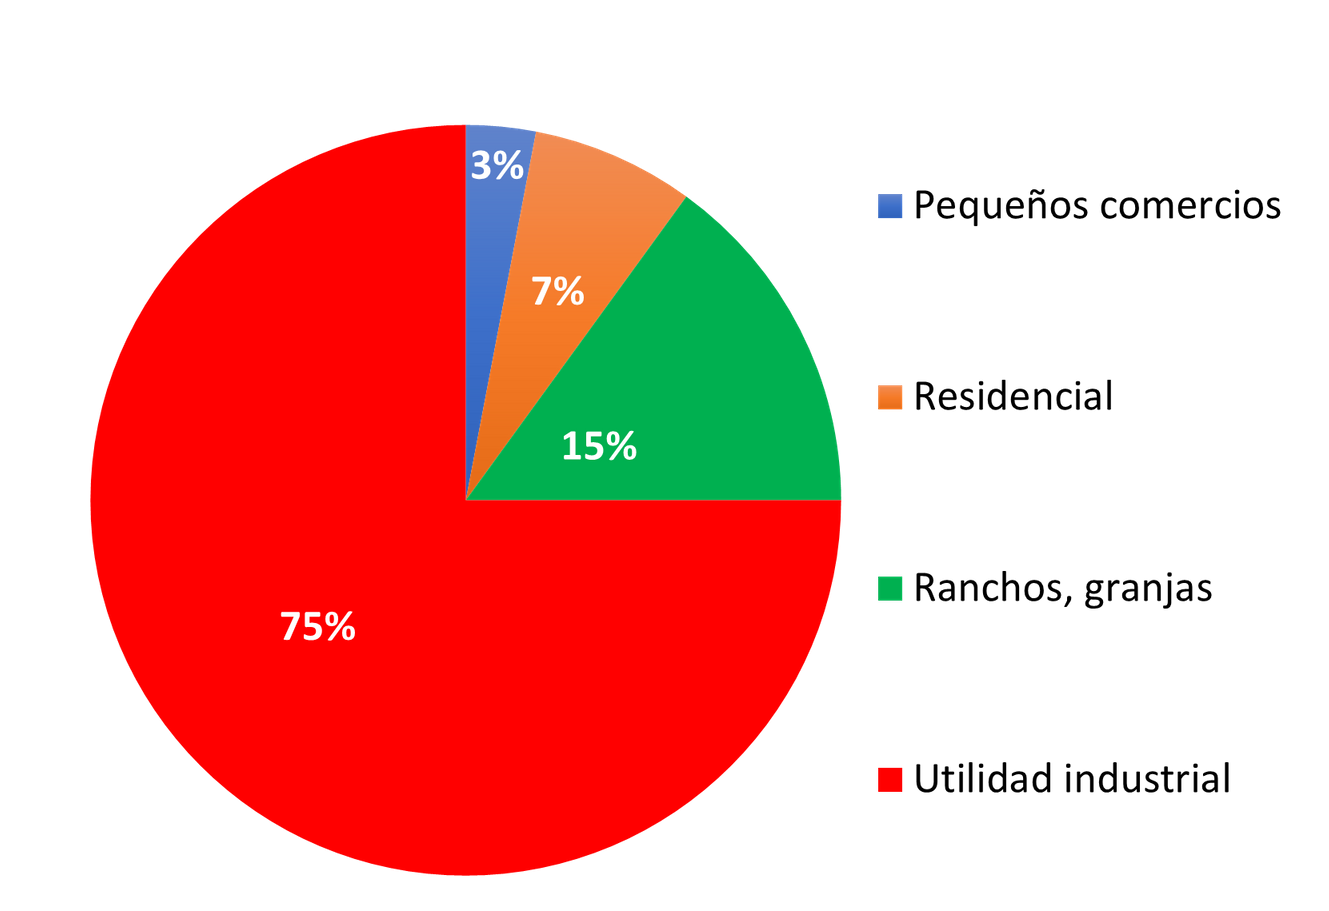 3%
7%
15%
75%
Pequeños comercios
Residencial
Ranchos, granjas
Utilidad industrial